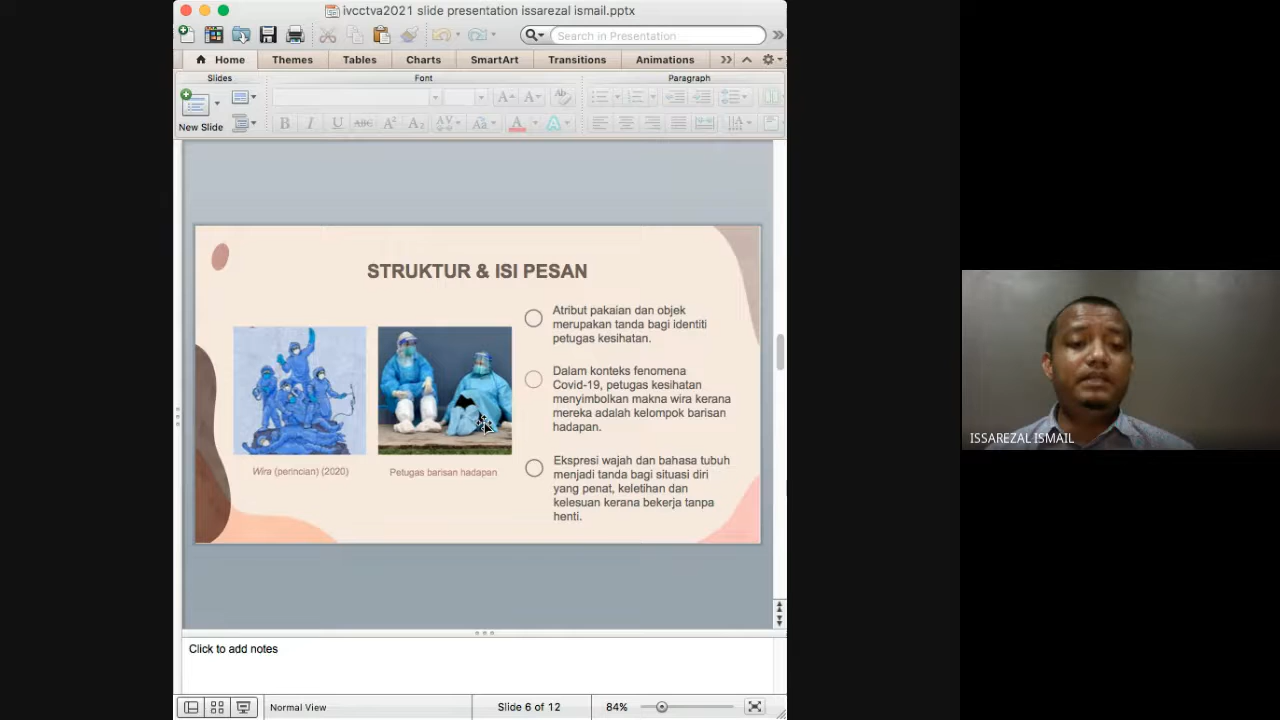 ivcctva2021 slide presentation issarezal ismail.pptx
Search in Presentation
Home Themes Tables Charts SmartArt Transitions Animations
Slides Font Paragraph
New Slide
STRUKTUR & ISI PESAN
Wira (perincian) (2020)
Petugas barisan hadapan
Atribut pakaian dan objek
merupakan tanda bagi identiti
petugas kesihatan.
Dalam konteks fenomena
Covid-19, petugas kesihatan
menyimbolkan makna wira kerana
mereka adalah kelompok barisan
hadapan.
Ekspresi wajah dan bahasa tubuh
menjadi tanda bagi situasi diri
yang penat, keletihan dan
kelesuan kerana bekerja tanpa
henti.
ISSAREZAL ISMAIL
Click to add notes
Normal View Slide 6 of 12 84%